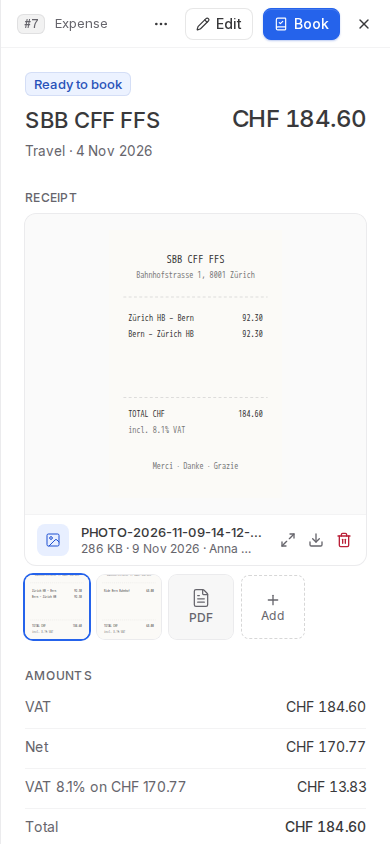 #7 Expense ... Edit Book
Ready to book
SBB CFF FFS CHF 184.60
Travel · 4 Nov 2026
RECEIPT
SBB CFF FFS
Bahnhofstrasse 1, 8001 Zürich
Zürich HB – Bern 92.30
Bern – Zürich HB 92.30
TOTAL CHF 184.60
incl. 8.1% VAT
Merci · Danke · Grazie
PHOTO-2026-11-09-14-12-...
286 KB · 9 Nov 2026 · Anna ...
PDF
Add
AMOUNTS
VAT CHF 184.60
Net CHF 170.77
VAT 8.1% on CHF 170.77 CHF 13.83
Total CHF 184.60